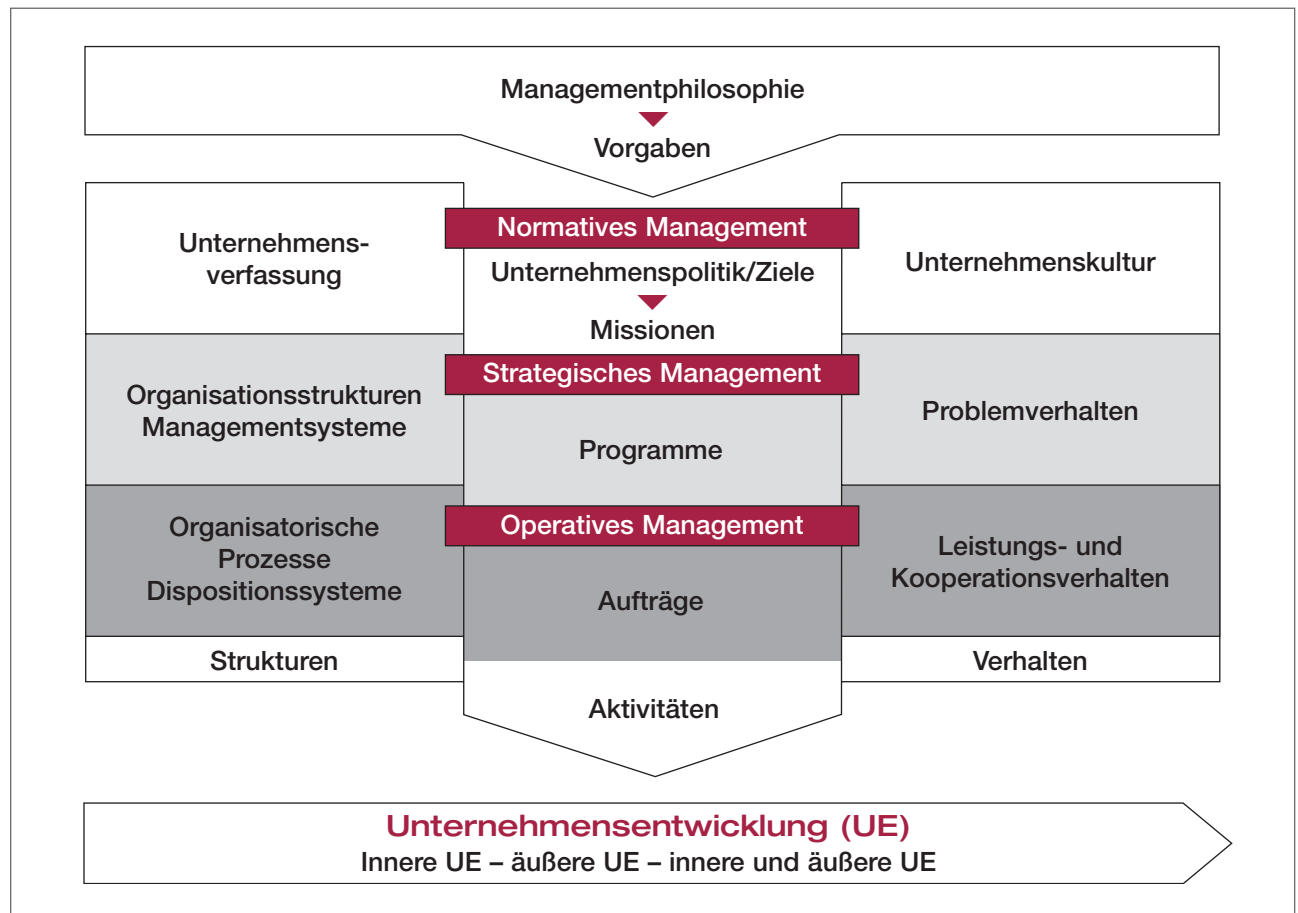 Managementphilosophie
Vorgaben
Unternehmens-
verfassung
Normatives Management
Unternehmenspolitik/Ziele
Missionen
Unternehmenskultur
Organisationsstrukturen
Managementsysteme
Strategisches Management
Programme
Problemverhalten
Organisatorische
Prozesse
Dispositionssysteme
Operatives Management
Aufträge
Leistungs- und
Kooperationsverhalten
Strukturen
Aktivitäten
Verhalten
Unternehmensentwicklung (UE)
Innere UE – äußere UE – innere und äußere UE